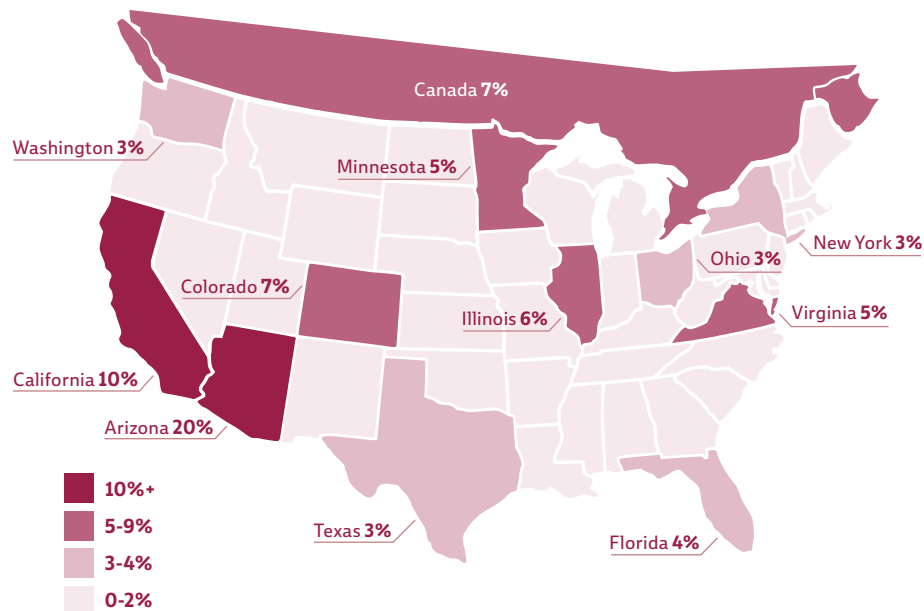 Canada 7%
Washington 3%
Minnesota 5%
New York 3%
Ohio 3%
Colorado 7%
Illinois 6%
Virginia 5%
California 10%
Arizona 20%
10%+
5-9%
Texas 3%
Florida 4%
3-4%
0-2%